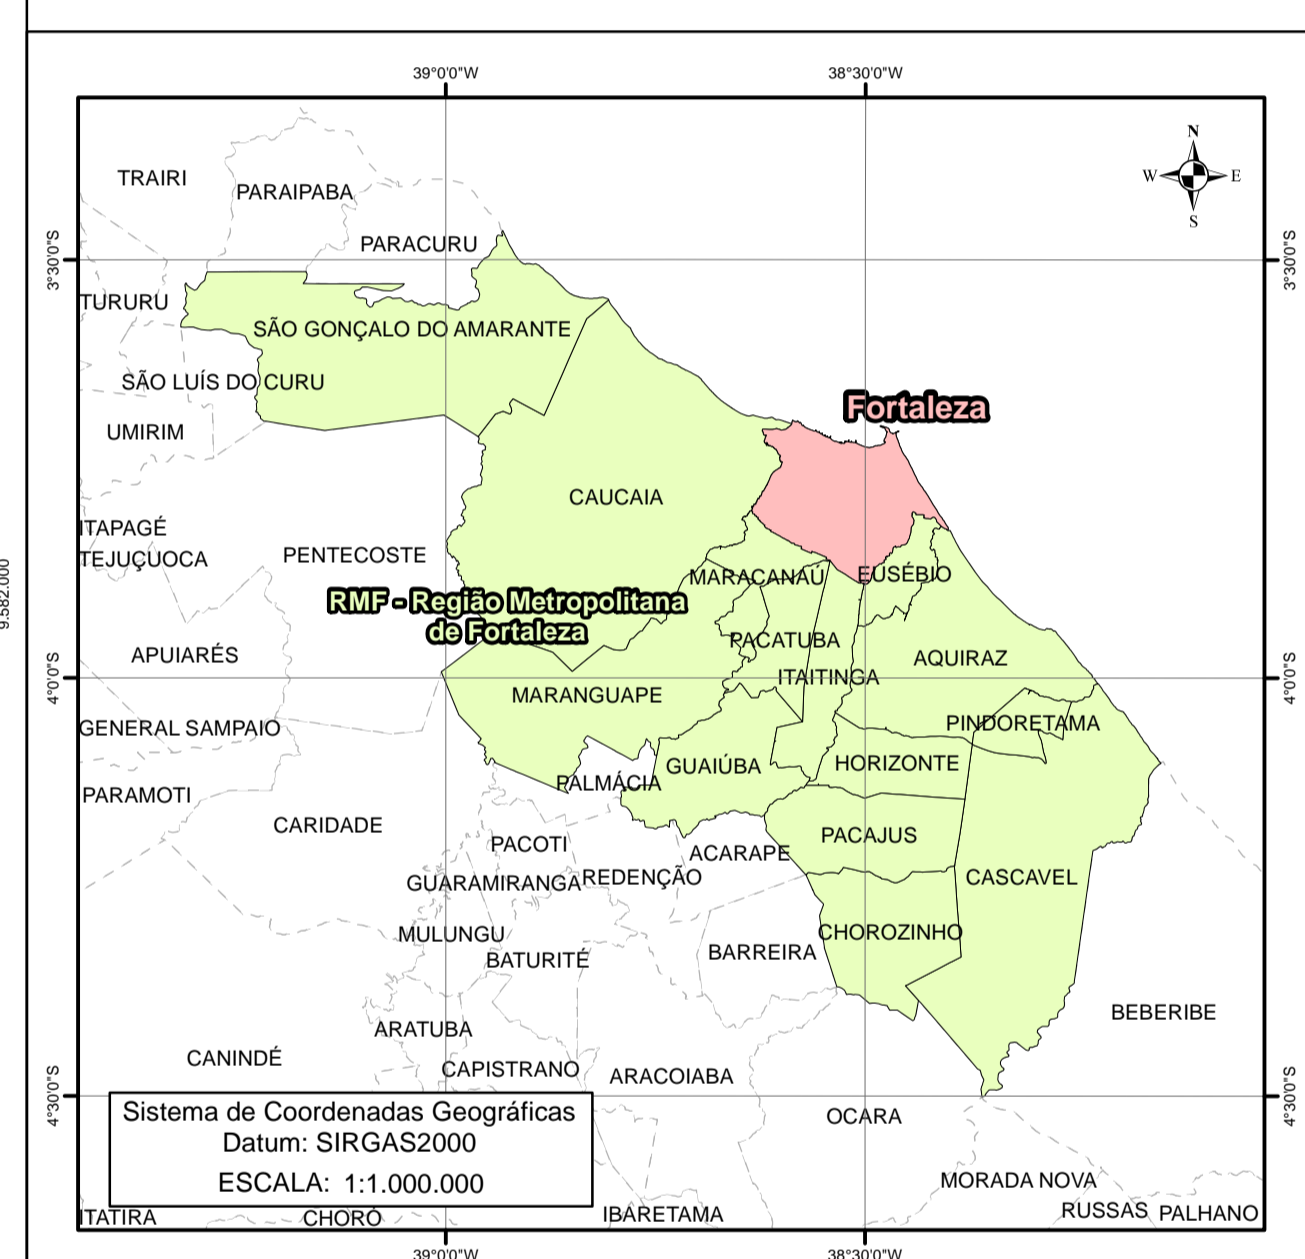 39°0'0"W
38°30'0"W
N
W
E
S
TRAIRI
PARAIPABA
PARACURU
3°30'0"S
3°30'0"S
TURURU
SÃO GONÇALO DO AMARANTE
SÃO LUÍS DO CURU
UMIRIM
Fortaleza
CAUCAIA
ITAPAGÉ
TEJUÇUOCA
PENTECOSTE
9.582.000
MARACANAÚ
EUSÉBIO
RMF - Região Metropolitana
de Fortaleza
PACATUBA
APUIARÉS
AQUIRAZ
ITAITINGA
4°0'0"S
4°0'0"S
MARANGUAPE
GENERAL SAMPAIO
PINDORETAMA
GUAIÚBA
HORIZONTE
PALMÁCIA
PARAMOTI
CARIDADE
PACAJUS
PACOTI
ACARAPE
GUARAMIRANGA
REDENÇÃO
CASCAVEL
MULUNGU
CHOROZINHO
BARREIRA
BATURITÉ
BEBERIBE
ARATUBA
CANINDÉ
CAPISTRANO
ARACOIABA
4°30'0"S
4°30'0"S
Sistema de Coordenadas Geográficas
Datum: SIRGAS2000
ESCALA: 1:1.000.000
OCARA
MORADA NOVA
RUSSAS
PALHANO
ITATIRA
CHORÓ
IBARETAMA
39°0'0"W
38°30'0"W